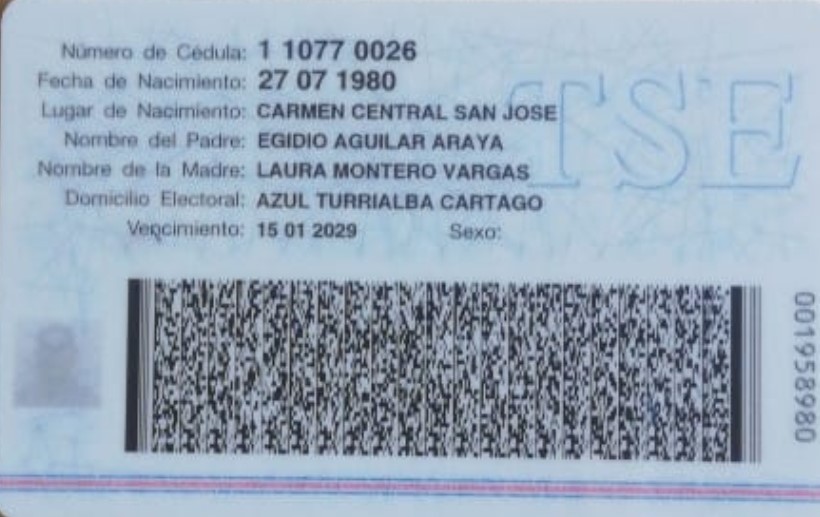 Número de Cédula: 1 1077 0026
Fecha de Nacimiento: 27 07 1980
Lugar de Nacimiento: CARMEN CENTRAL SAN JOSE
Nombre del Padre: EGIDIO AGUILAR ARAYA
Nombre de la Madre: LAURA MONTERO VARGAS
Domicilio Electoral: AZUL TURRIALBA CARTAGO
Vencimiento: 15 01 2029 Sexo:
TSE
001958980